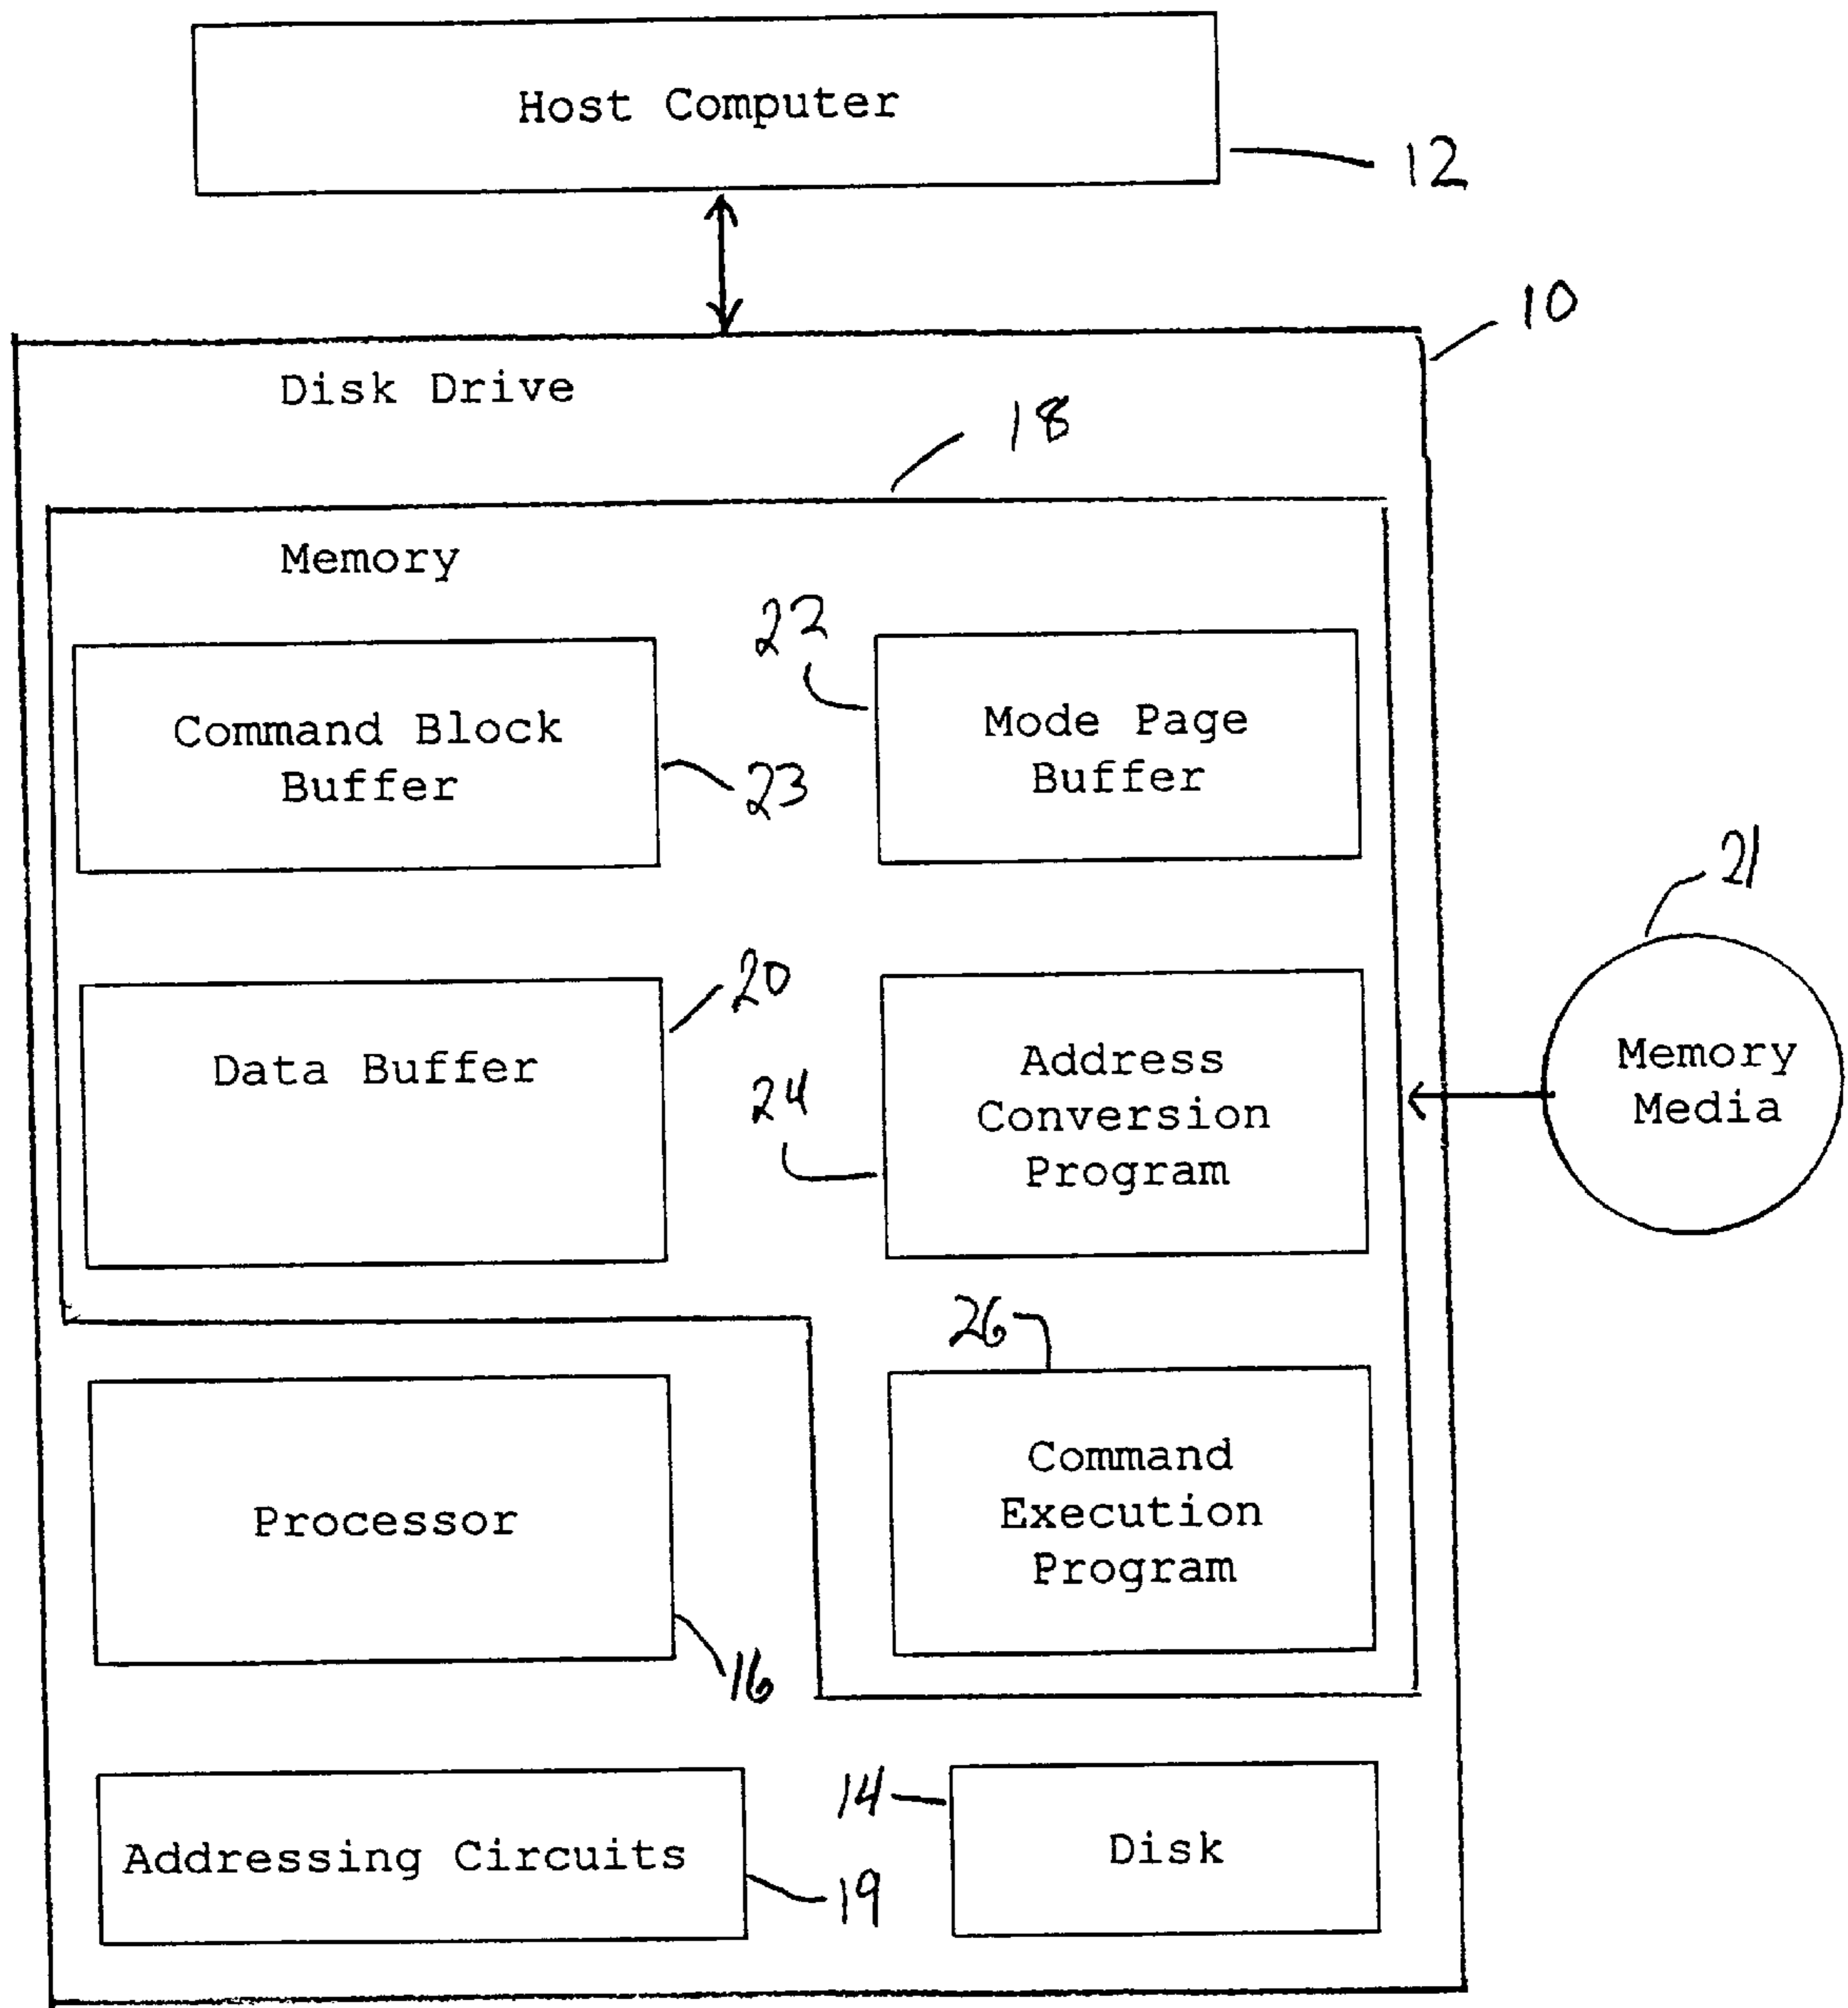 Host Computer
12
10
Disk Drive
18
Memory
22
Command Block
Buffer
23
Mode Page
Buffer
21
20
Data Buffer
24
Address
Conversion
Program
Memory
Media
26
Processor
16
Command
Execution
Program
14
Addressing Circuits
19
Disk